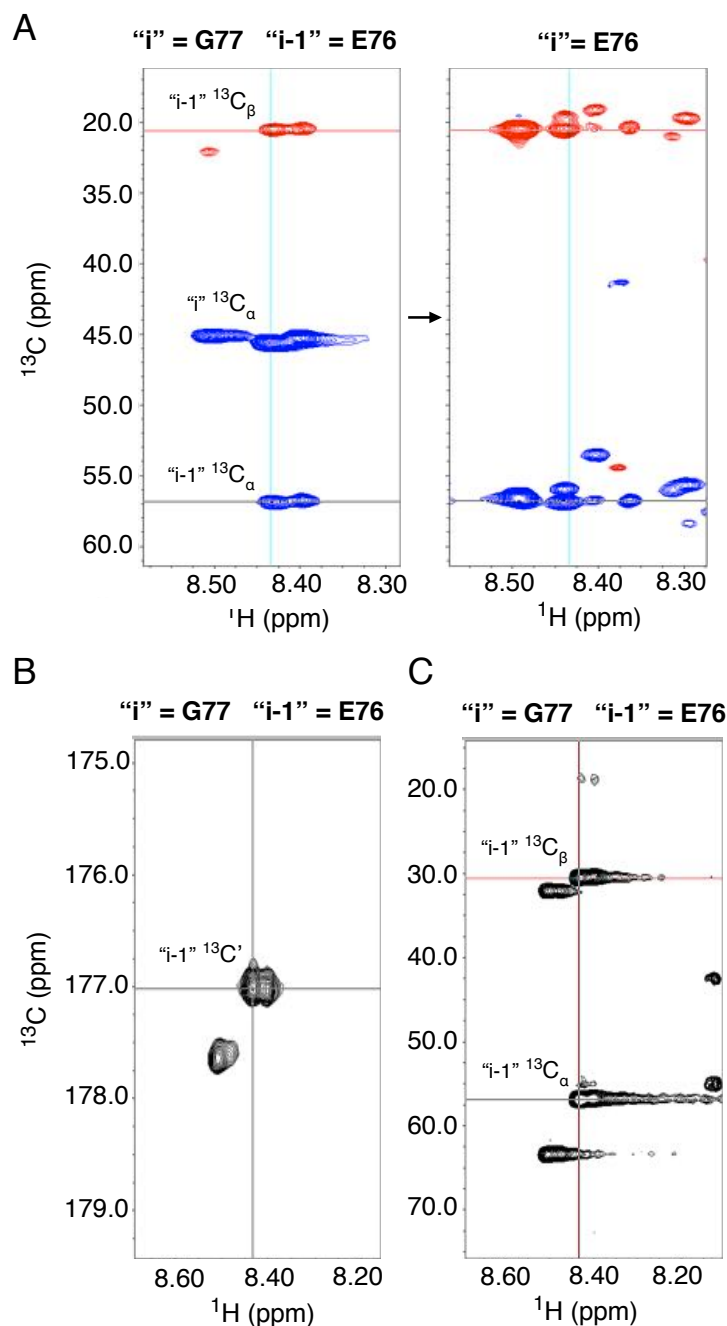 A
“i” = G77 “i-1” = E76
“i”= E76
“i-1” ¹³Cβ
“i” ¹³Cα
“i-1” ¹³Cα
20.0
35.0
30.0
40.0
45.0
50.0
55.0
60.0
¹³C (ppm)
8.50 8.40 8.30
¹H (ppm)
8.50 8.40 8.30
¹H (ppm)
B
“i” = G77 “i-1” = E76
175.0
176.0
177.0
178.0
179.0
“i-1” ¹³C’
¹³C (ppm)
8.60 8.40 8.20
¹H (ppm)
C
“i” = G77 “i-1” = E76
20.0
30.0
40.0
50.0
60.0
70.0
“i-1” ¹³Cβ
“i-1” ¹³Cα
8.60 8.40 8.20
¹H (ppm)